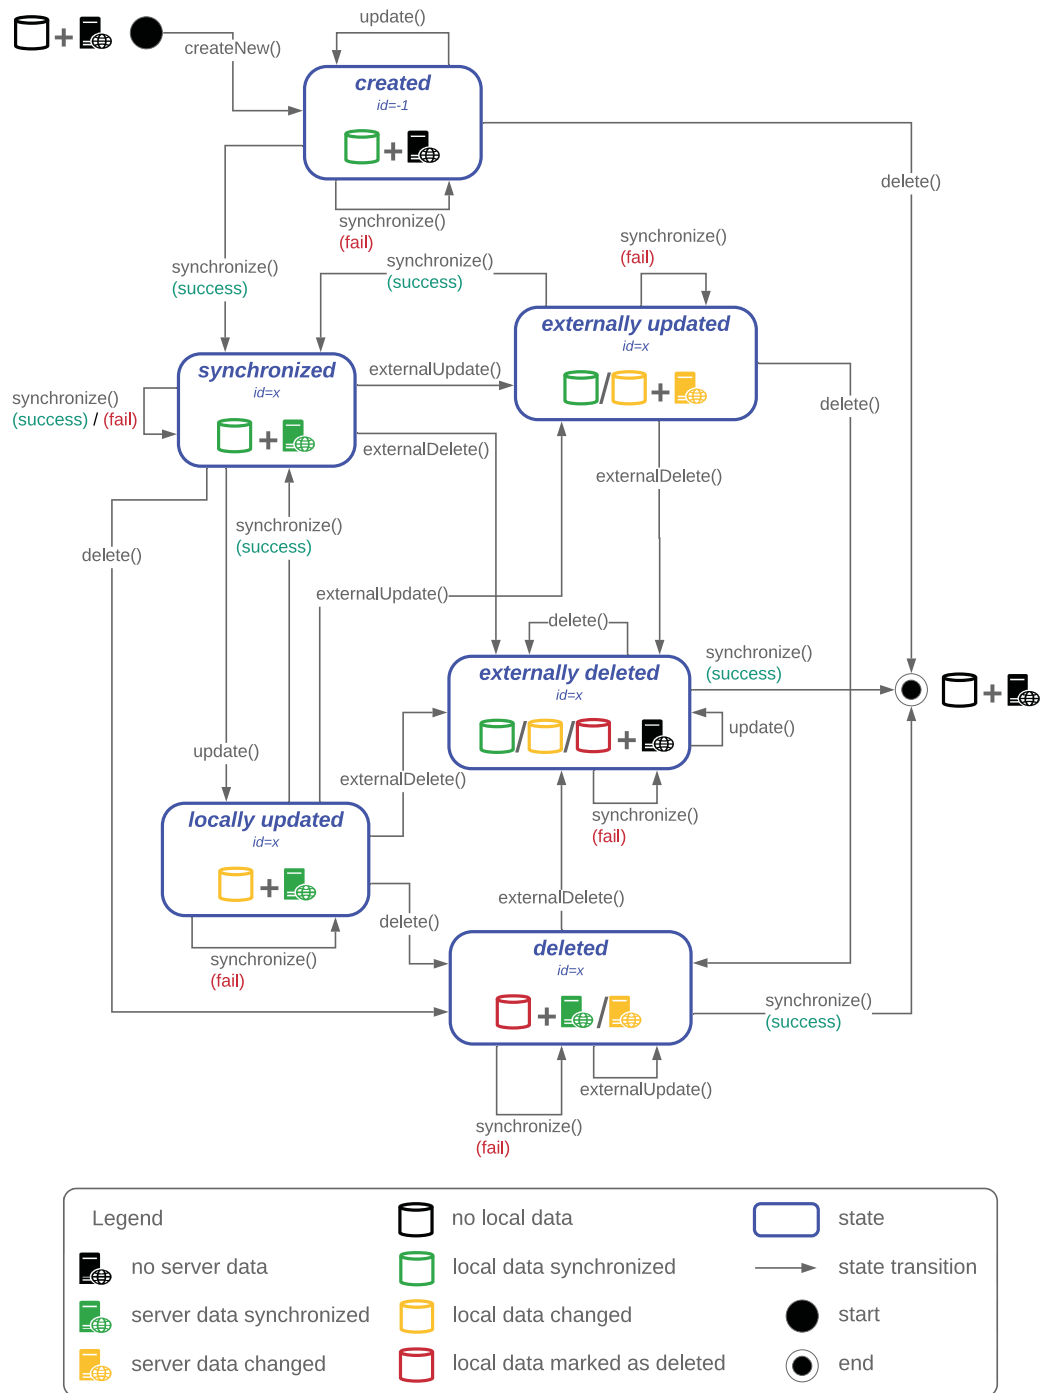 update()
createNew()
created
id=-1
delete()
synchronize()
(fail)
synchronize()
(fail)
synchronize()
(success)
synchronize()
(success)
externally updated
id=x
synchronized
id=x
externalUpdate()
synchronize()
(success) / (fail)
delete()
externalDelete()
externalDelete()
synchronize()
(success)
delete()
externalUpdate()
delete()
synchronize()
(success)
externally deleted
id=x
update()
update()
externalDelete()
synchronize()
(fail)
locally updated
id=x
externalDelete()
delete()
deleted
id=x
synchronize()
(fail)
synchronize()
(success)
externalUpdate()
synchronize()
(fail)
Legend
no local data
state
no server data
local data synchronized
state transition
server data synchronized
local data changed
start
server data changed
local data marked as deleted
end